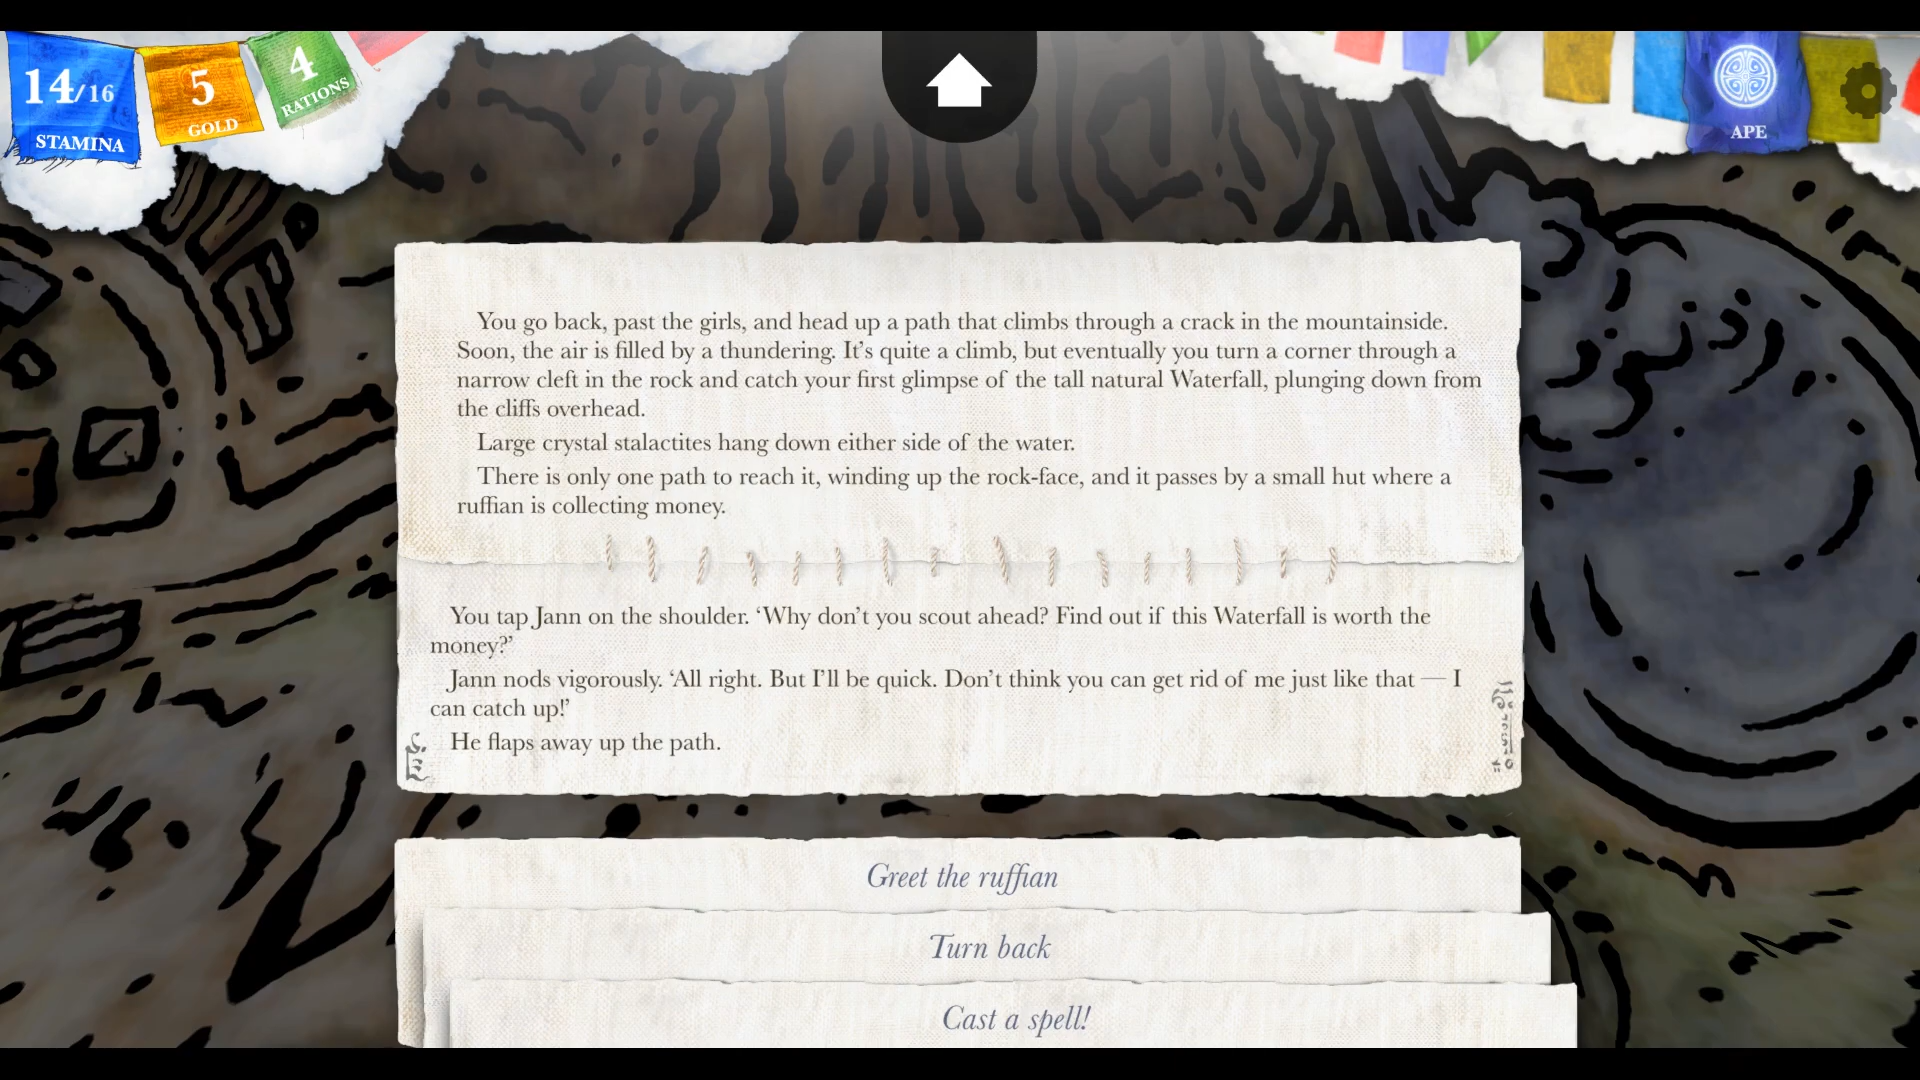 14/16
STAMINA
5
GOLD
4
RATIONS
APE
You go back, past the girls, and head up a path that climbs through a crack in the mountainside.
Soon, the air is filled by a thundering. It’s quite a climb, but eventually you turn a corner through a
narrow cleft in the rock and catch your first glimpse of the tall natural Waterfall, plunging down from
the cliffs overhead.
Large crystal stalactites hang down either side of the water.
There is only one path to reach it, winding up the rock-face, and it passes by a small hut where a
ruffian is collecting money.
You tap Jann on the shoulder. ‘Why don’t you scout ahead? Find out if this Waterfall is worth the
money?’
Jann nods vigorously. ‘All right. But I’ll be quick. Don’t think you can get rid of me just like that — I
can catch up!’
He flaps away up the path.
Greet the ruffian
Turn back
Cast a spell!